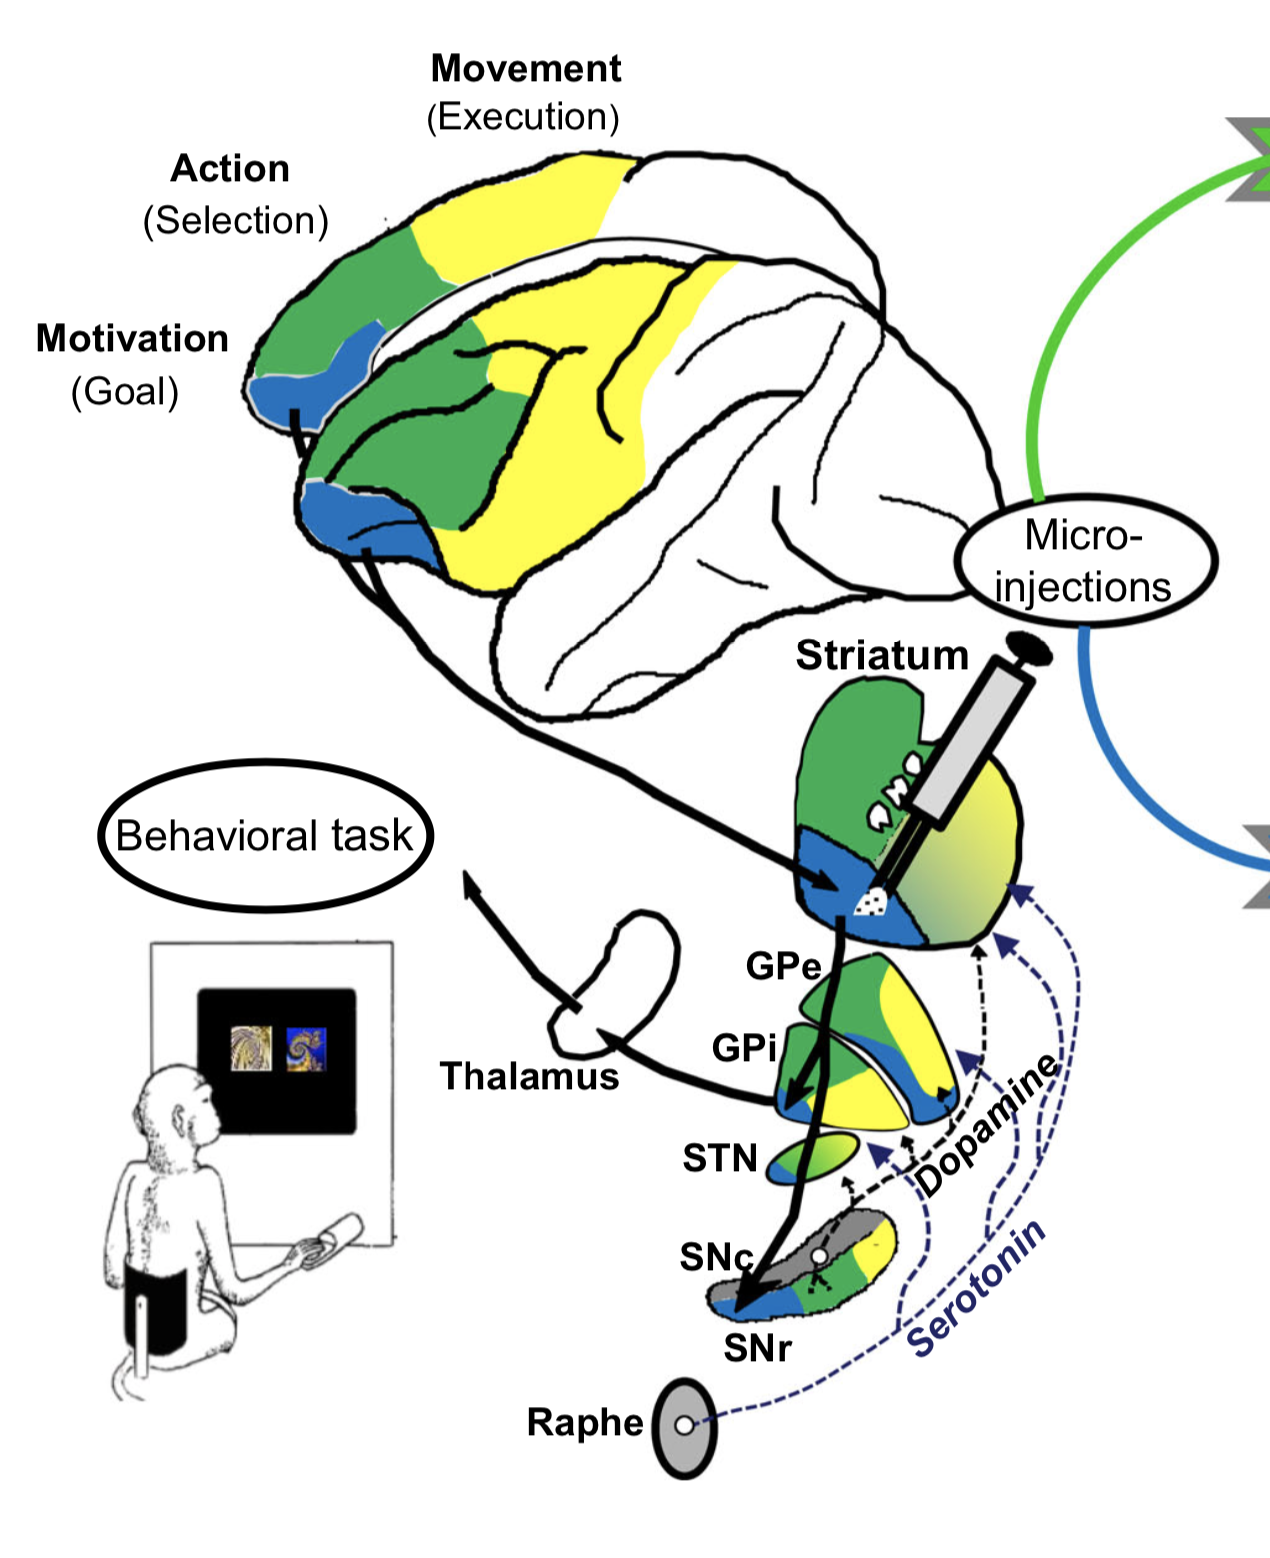 Movement
(Execution)
Action
(Selection)
Motivation
(Goal)
Micro-
injections
Striatum
Behavioral task
GPe
GPi
Thalamus
STN
Dopamine
SNc
Serotonin
SNr
Raphe